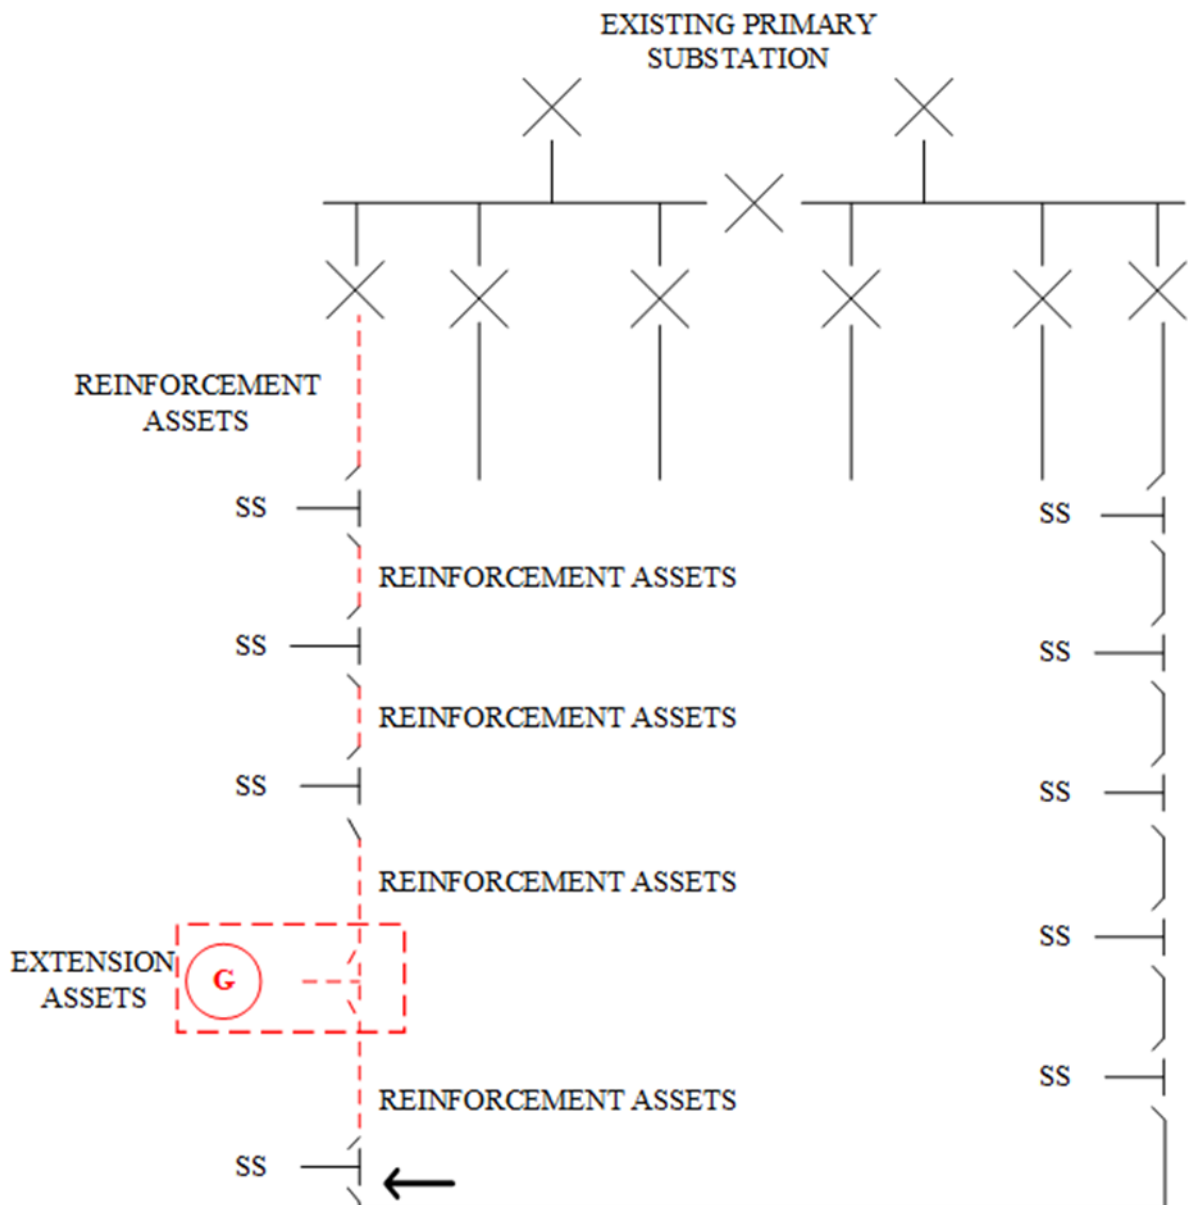 EXISTING PRIMARY
SUBSTATION
REINFORCEMENT
ASSETS
SS
SS
REINFORCEMENT ASSETS
SS
SS
REINFORCEMENT ASSETS
SS
SS
REINFORCEMENT ASSETS
SS
EXTENSION
ASSETS
G
SS
REINFORCEMENT ASSETS
SS